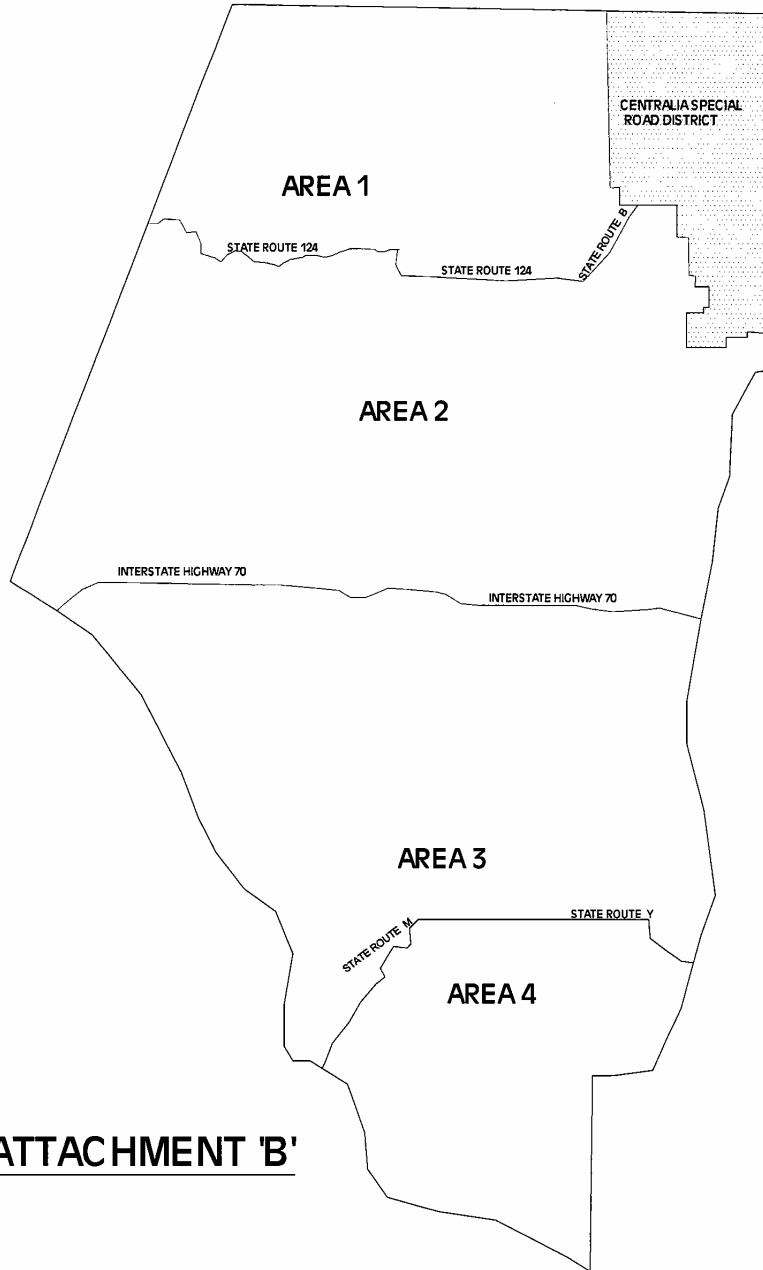 CENTRALIA SPECIAL
ROAD DISTRICT
AREA 1
STATE ROUTE B
STATE ROUTE 124
STATE ROUTE 124
AREA 2
INTERSTATE HIGHWAY 70
INTERSTATE HIGHWAY 70
AREA 3
STATE ROUTE Y
STATE ROUTE M
AREA 4
ATTACHMENT 'B'